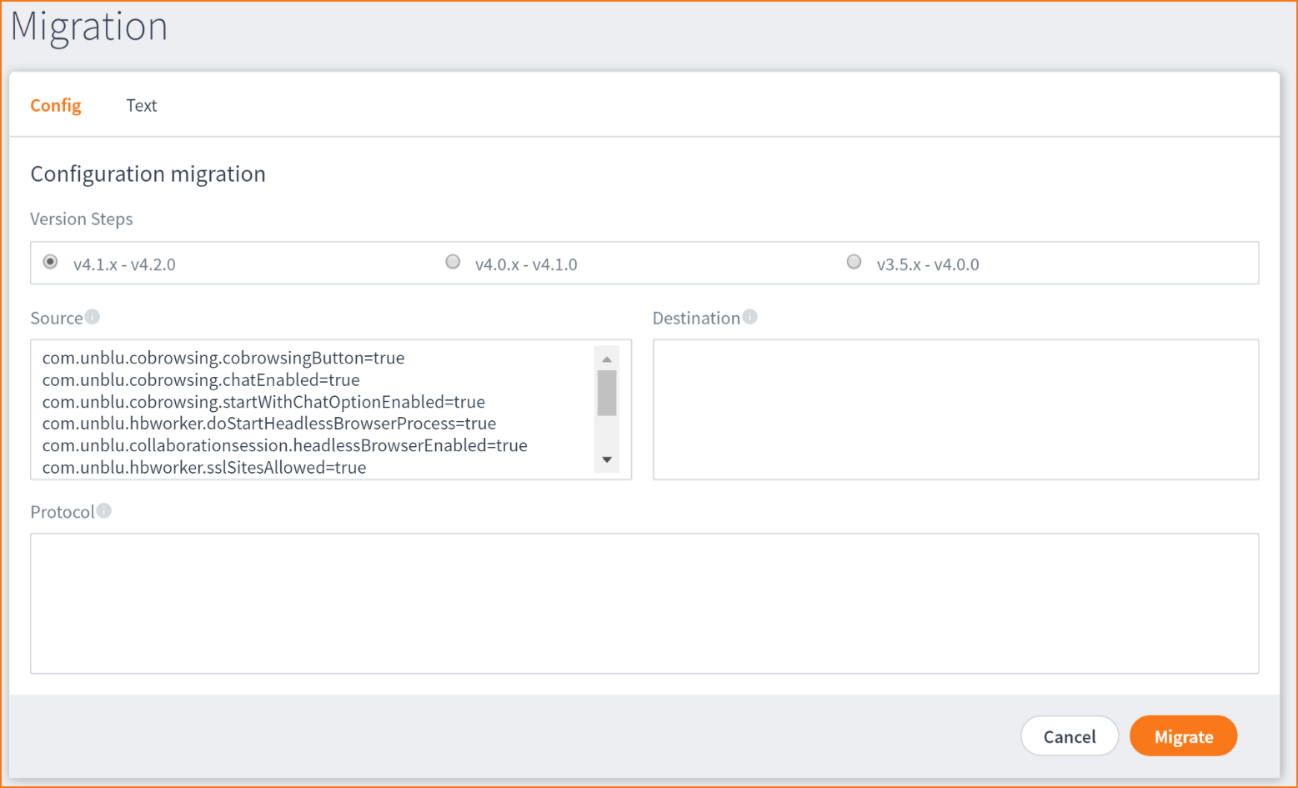 Migration
Config Text
Configuration migration
Version Steps
v4.1.x - v4.2.0 v4.0.x - v4.1.0 v3.5.x - v4.0.0
Source Destination
com.unblu.cobrowsing.cobrowsingButton=true
com.unblu.cobrowsing.chatEnabled=true
com.unblu.cobrowsing.startWithChatOptionEnabled=true
com.unblu.hbworker.doStartHeadlessBrowserProcess=true
com.unblu.collaborationsession.headlessBrowserEnabled=true
com.unblu.hbworker.sslSitesAllowed=true
Protocol
Cancel Migrate